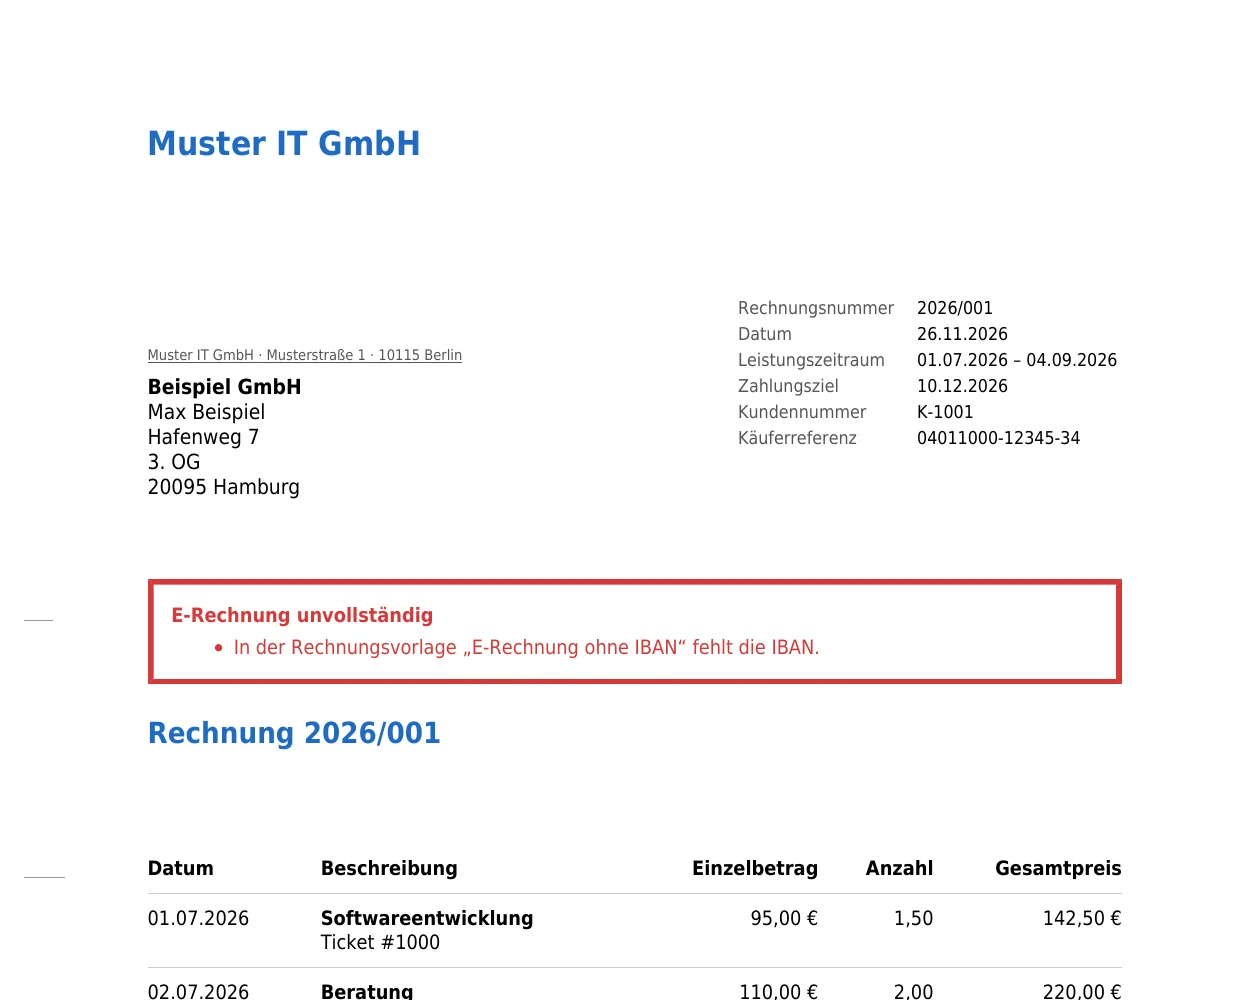 Muster IT GmbH
Rechnungsnummer 2026/001
Datum 26.11.2026
Leistungszeitraum 01.07.2026 – 04.09.2026
Zahlungsziel 10.12.2026
Kundennummer K-1001
Käuferreferenz 04011000-12345-34
Muster IT GmbH · Musterstraße 1 · 10115 Berlin
Beispiel GmbH
Max Beispiel
Hafenweg 7
3. OG
20095 Hamburg
E-Rechnung unvollständig
• In der Rechnungsvorlage „E-Rechnung ohne IBAN“ fehlt die IBAN.
Rechnung 2026/001
Datum Beschreibung Einzelbetrag Anzahl Gesamtpreis
01.07.2026 Softwareentwicklung 95,00 € 1,50 142,50 €
Ticket #1000
02.07.2026 Beratung 110,00 € 2,00 220,00 €